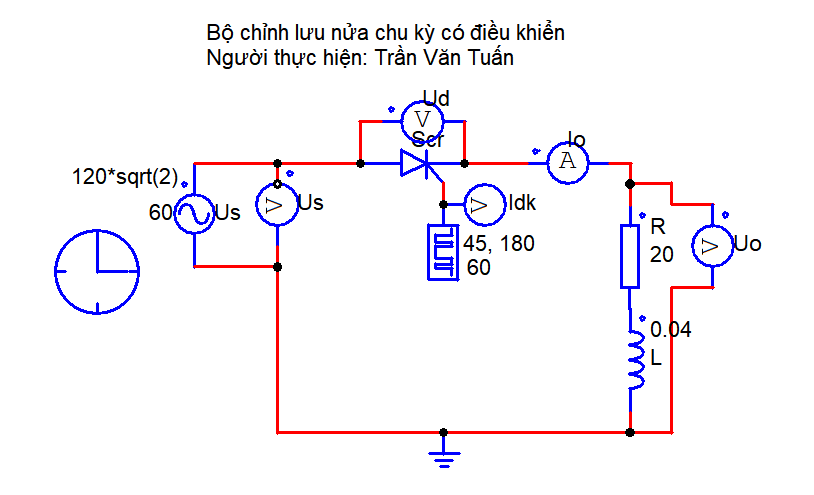 Bộ chỉnh lưu nửa chu kỳ có điều khiển
Người thực hiện: Trần Văn Tuấn
Ud
V
Scr
Io
A
120*sqrt(2)
60
Us
V
Us
V
Idk
45, 180
60
R
20
V
Uo
0.04
L